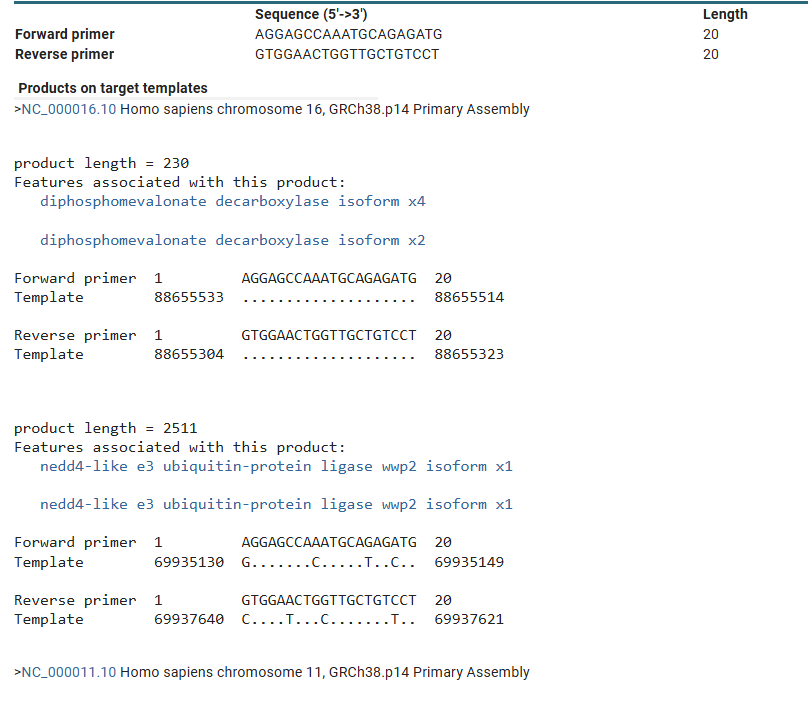 Sequence (5'->3') Length
Forward primer AGGAGCCAAATGCAGAGATG 20
Reverse primer GTGGAACTGGTTGCTGTCCT 20
Products on target templates
>NC_000016.10 Homo sapiens chromosome 16, GRCh38.p14 Primary Assembly
product length = 230
Features associated with this product:
diphosphomevalonate decarboxylase isoform x4
diphosphomevalonate decarboxylase isoform x2
Forward primer 1 AGGAGCCAAATGCAGAGATG 20
Template 88655533 .................... 88655514
Reverse primer 1 GTGGAACTGGTTGCTGTCCT 20
Template 88655304 .................... 88655323
product length = 2511
Features associated with this product:
nedd4-like e3 ubiquitin-protein ligase wwp2 isoform x1
nedd4-like e3 ubiquitin-protein ligase wwp2 isoform x1
Forward primer 1 AGGAGCCAAATGCAGAGATG 20
Template 69935130 G.......C.....T..C.. 69935149
Reverse primer 1 GTGGAACTGGTTGCTGTCCT 20
Template 69937640 C....T...C.......T.. 69937621
>NC_000011.10 Homo sapiens chromosome 11, GRCh38.p14 Primary Assembly